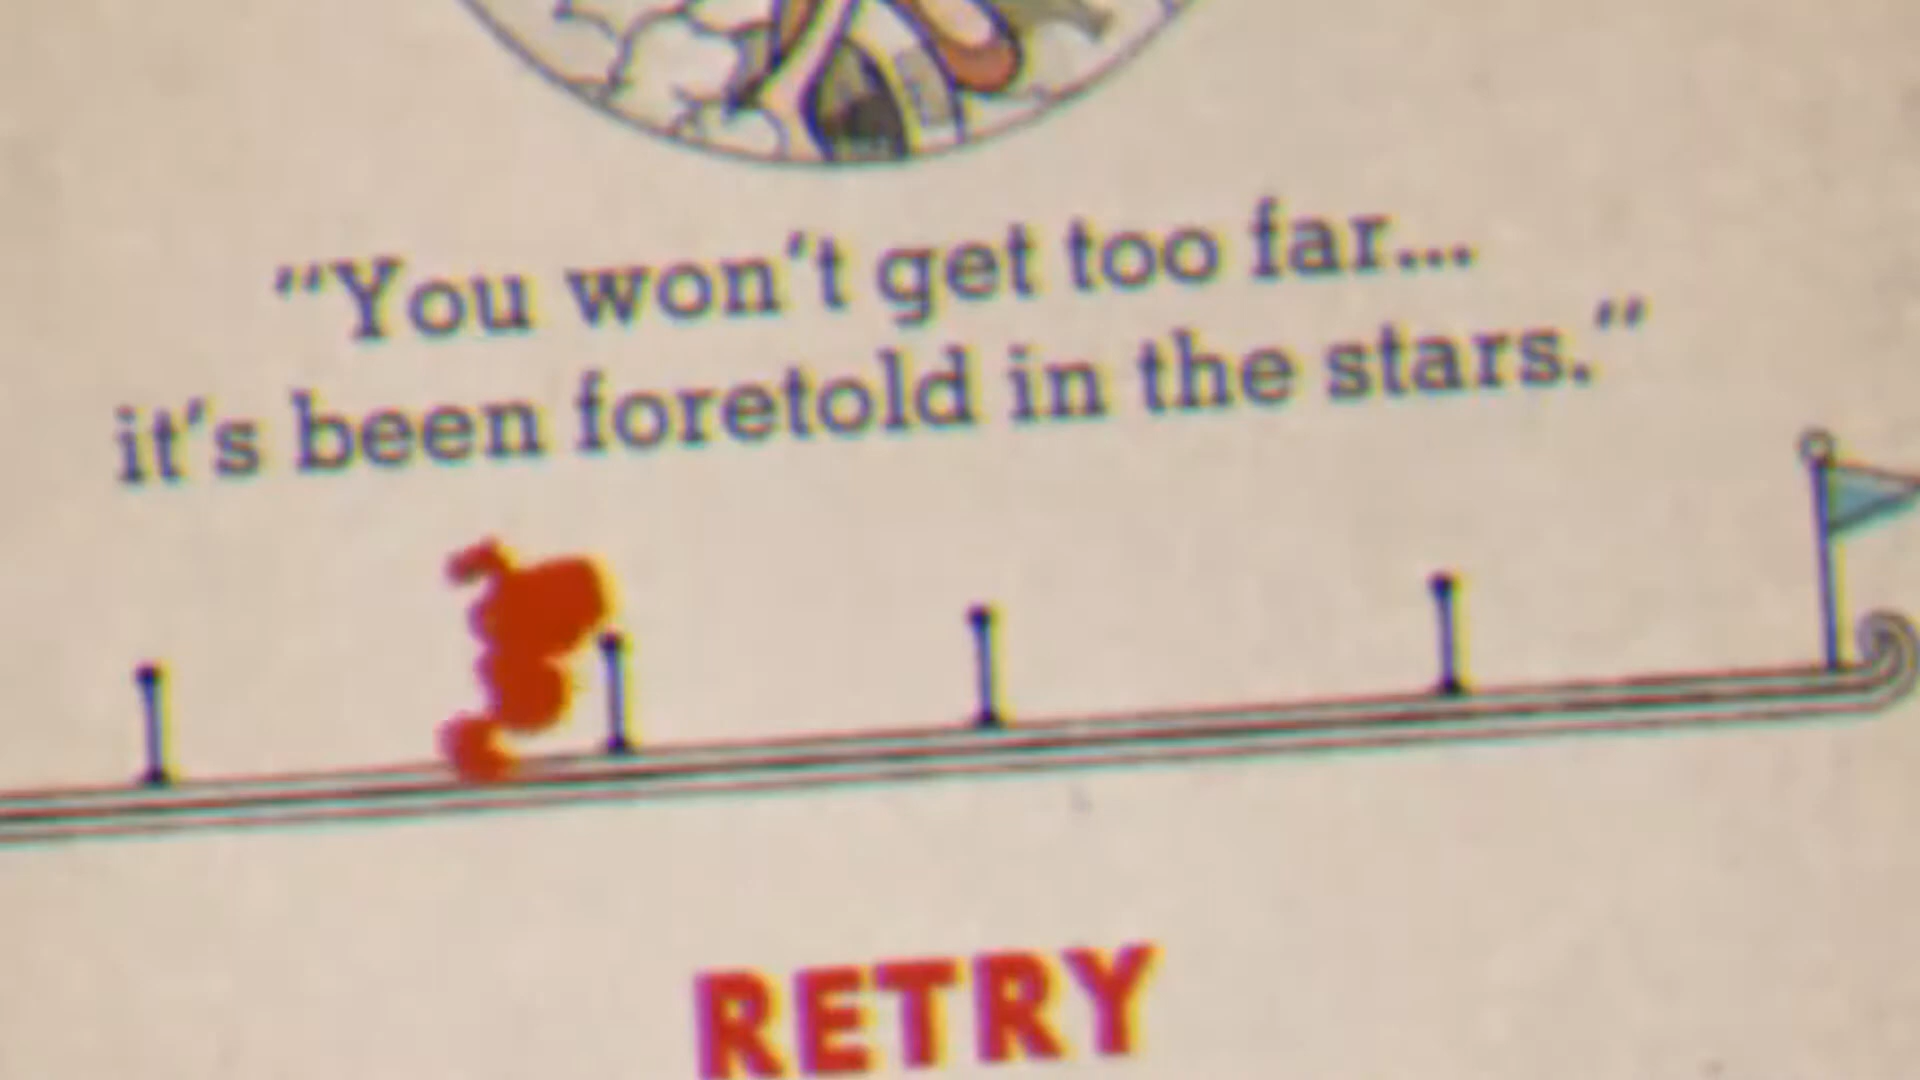 “You won't get too far...
it's been foretold in the stars.”
RETRY